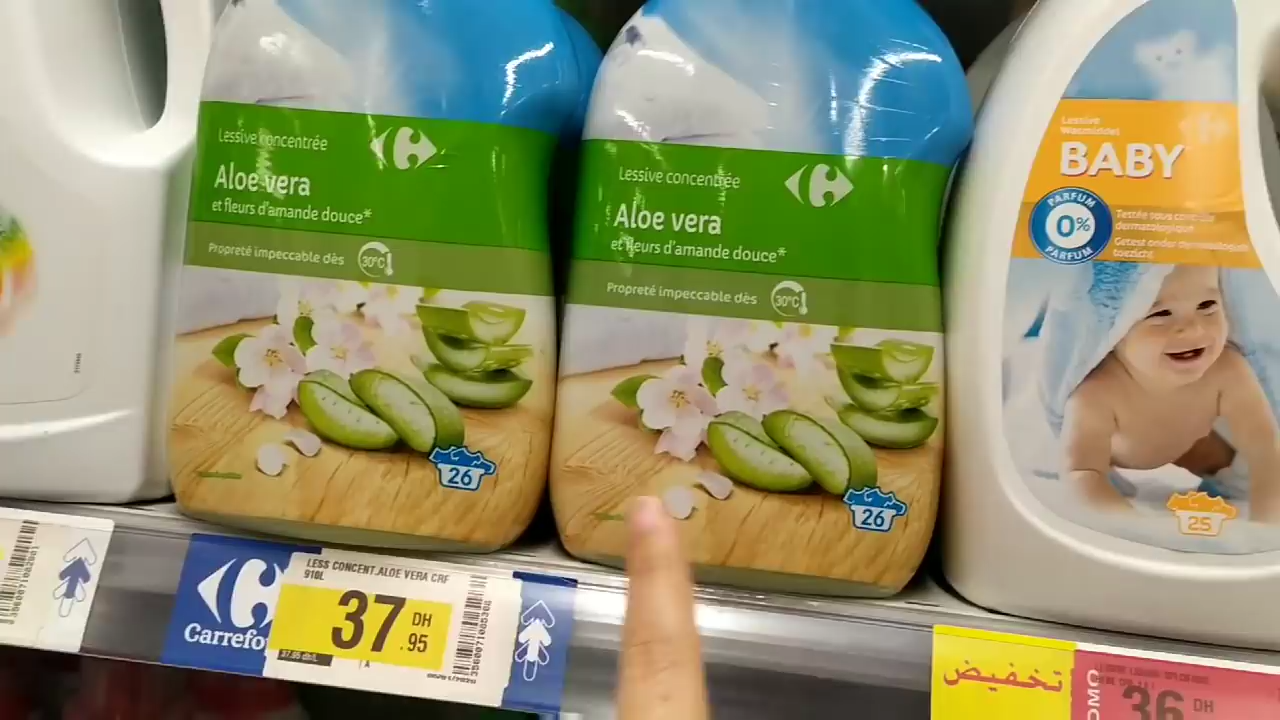 Lessive concentrée
Aloe vera
et fleurs d'amande douce*
Propreté impeccable dès
30°C
26
Lessive concentrée
Aloe vera
et fleurs d'amande douce*
Propreté impeccable dès
30°C
26
Lessive
Wasmiddel
BABY
PARFUM
0%
PARFUM
Testée sous contrôle
dermatologique
Getest onder dermatologisch
toezicht
25
Carrefo
LESS CONCENT.ALOE VERA CRF
910L
37 DH
.95
تخفيض
36 DH